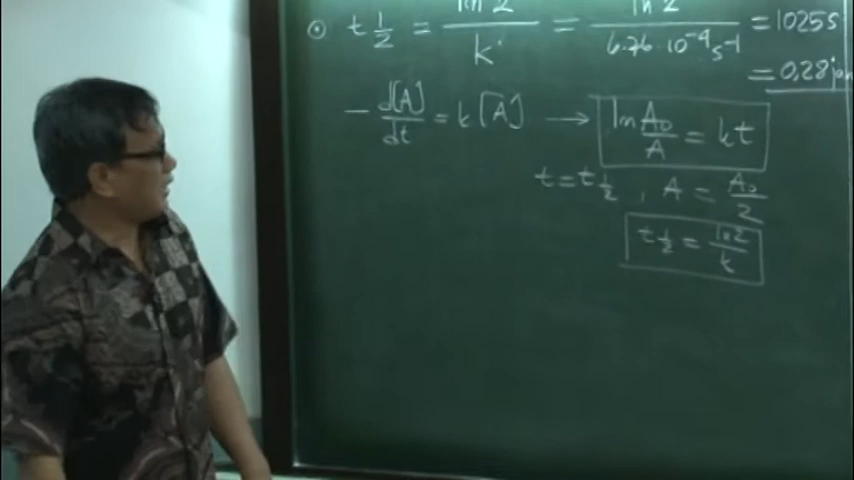 ⊙ t 1/2 = ln 2 / k = ln 2 / 6.76 · 10⁻⁴ s⁻¹ = 1025 s
= 0,28 jam
- d[A]/dt = k [A] → ln A₀/A = kt
t = t 1/2 , A = A₀/2
t 1/2 = ln 2 / k